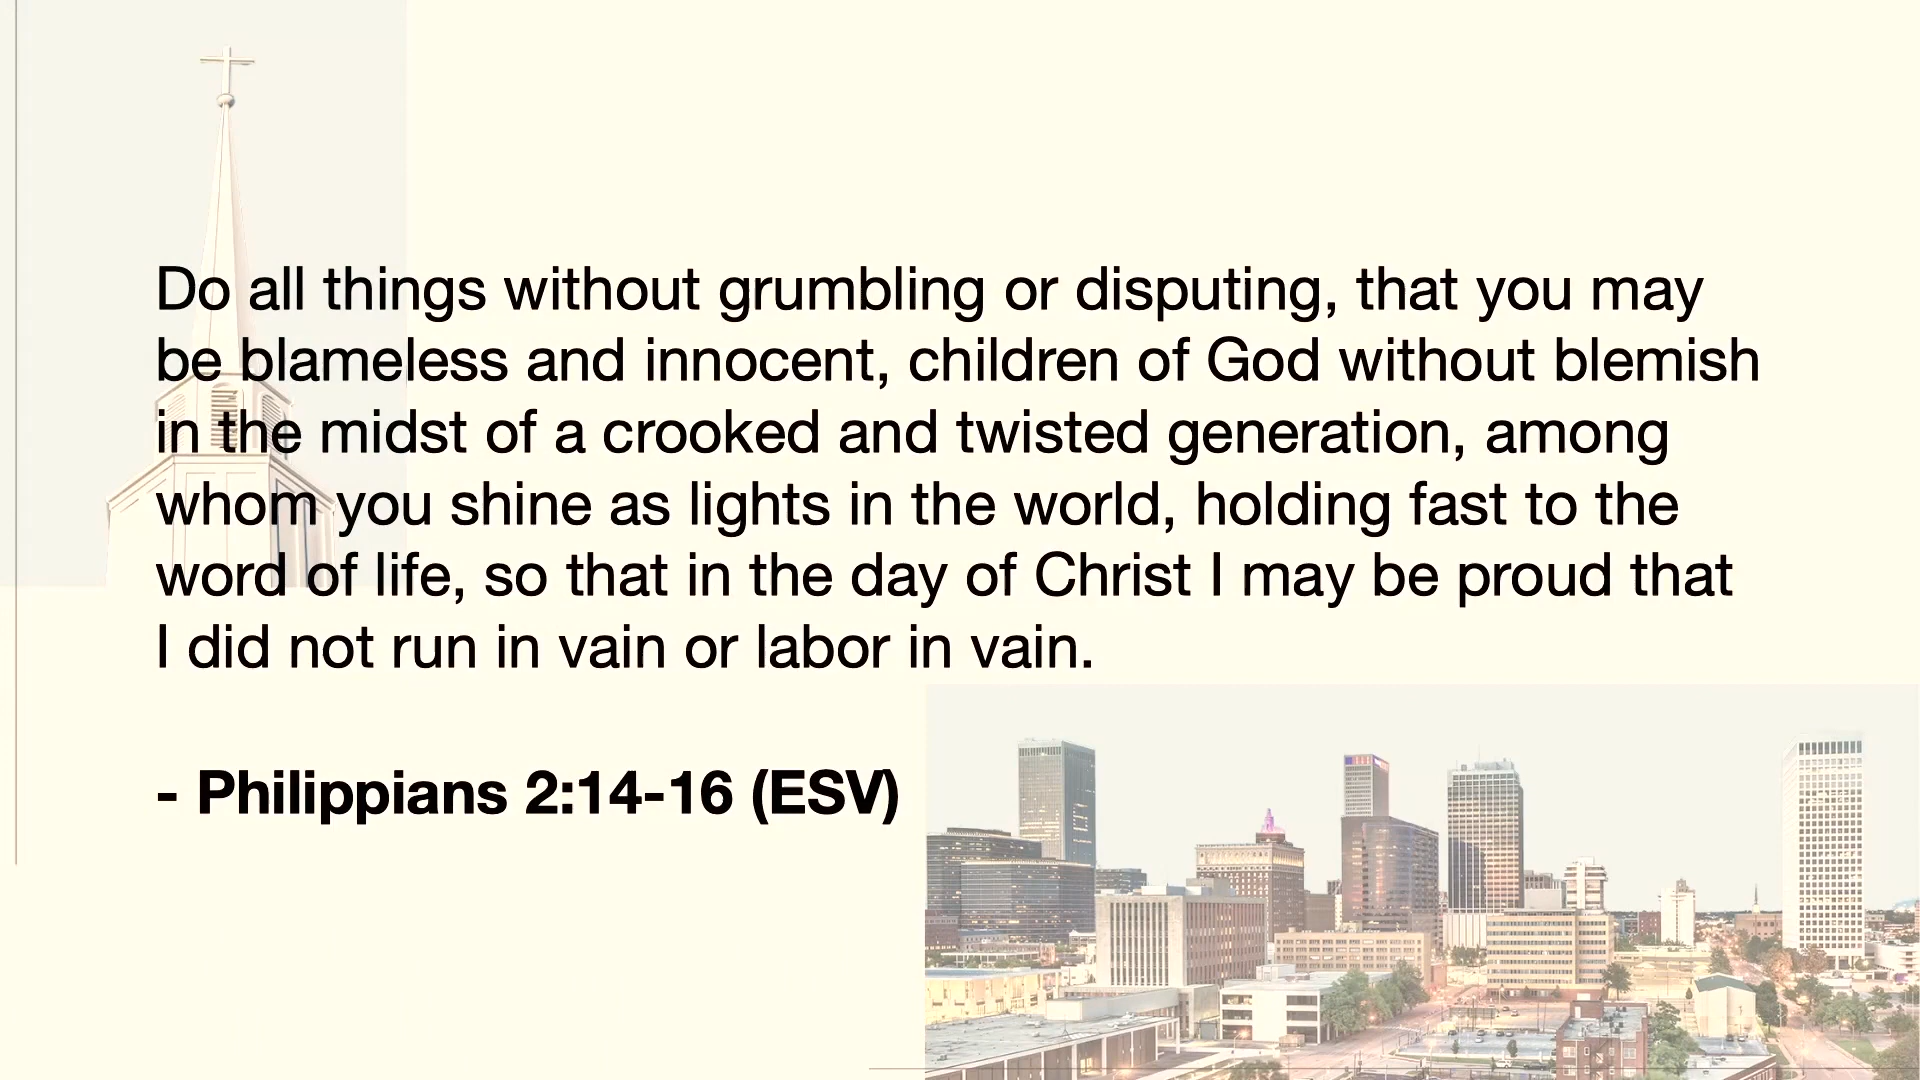 Do all things without grumbling or disputing, that you may
be blameless and innocent, children of God without blemish
in the midst of a crooked and twisted generation, among
whom you shine as lights in the world, holding fast to the
word of life, so that in the day of Christ I may be proud that
I did not run in vain or labor in vain.
- Philippians 2:14-16 (ESV)